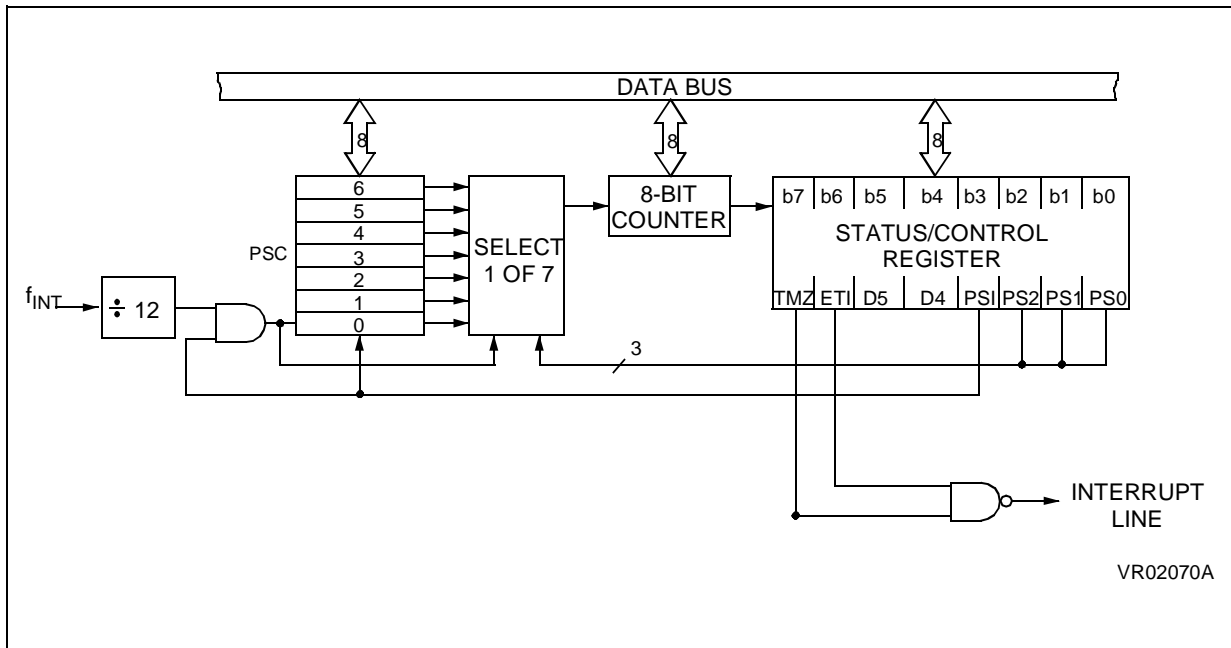 DATA BUS
8
8
8
6
5
4
3
2
1
0
PSC
SELECT
1 OF 7
8-BIT
COUNTER
b7 b6 b5 b4 b3 b2 b1 b0
STATUS/CONTROL
REGISTER
TMZ ETI D5 D4 PSI PS2 PS1 PS0
fINT
÷ 12
3
INTERRUPT
LINE
VR02070A